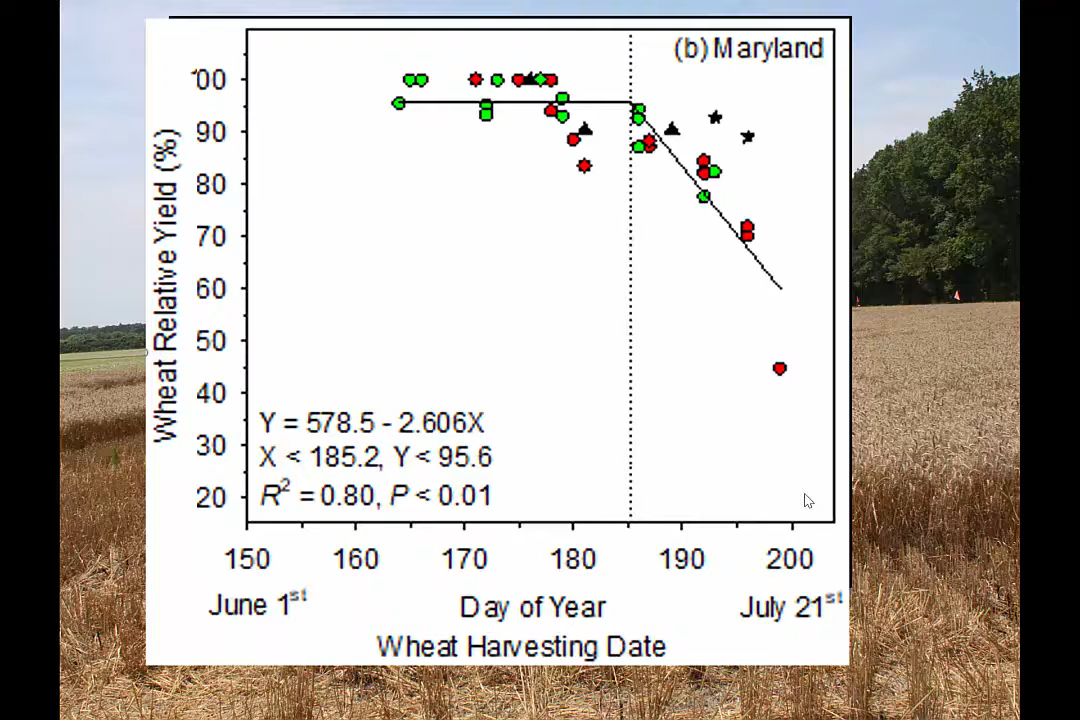 (b) Maryland
00
90
80
70
60
50
40
30
20
Wheat Relative Yield (%)
Y = 578.5 - 2.606X
X < 185.2, Y < 95.6
R² = 0.80, P < 0.01
150 160 170 180 190 200
June 1st Day of Year July 21st
Wheat Harvesting Date